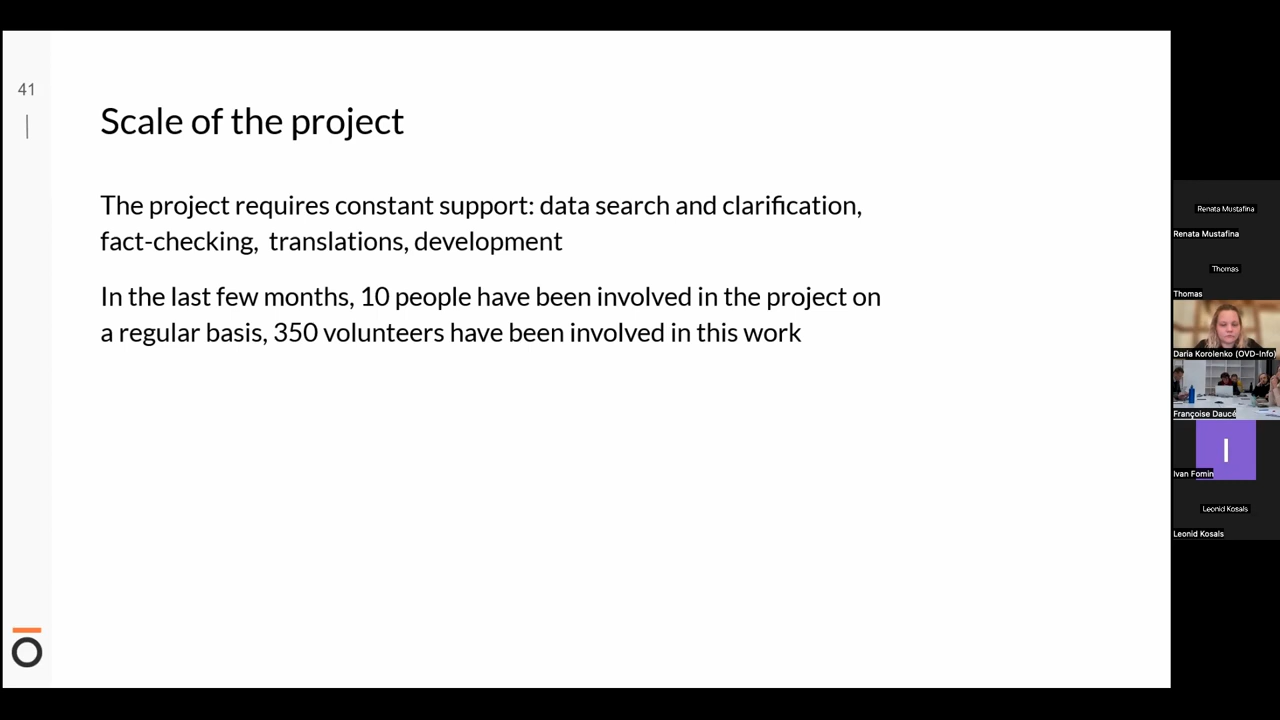 41
Scale of the project
The project requires constant support: data search and clarification,
fact-checking, translations, development
In the last few months, 10 people have been involved in the project on
a regular basis, 350 volunteers have been involved in this work
Renata Mustafina
Renata Mustafina
Thomas
Thomas
Daria Korolenko (OVD-Info)
Françoise Daucé
I
Ivan Fomin
Leonid Kosals
Leonid Kosals